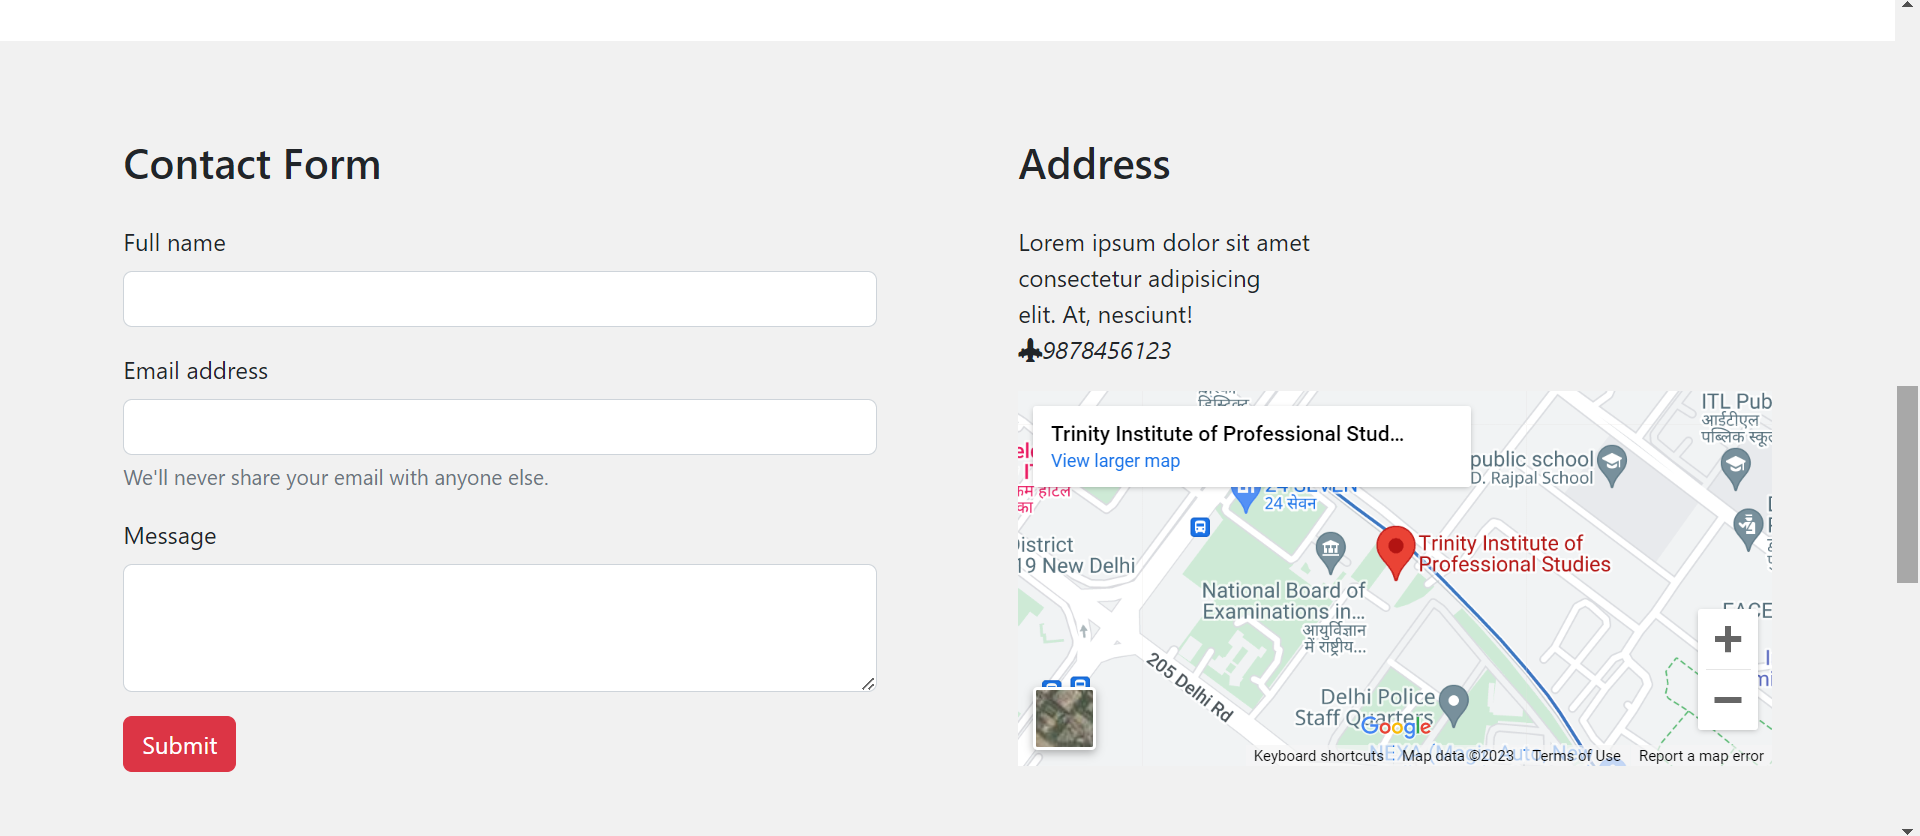 Contact Form
Full name
Email address
We'll never share your email with anyone else.
Message
Submit
Address
Lorem ipsum dolor sit amet
consectetur adipisicing
elit. At, nesciunt!
9878456123
Trinity Institute of Professional Stud...
View larger map
ITL Pub
आईटीएल
पब्लिक स्कू
public school
D. Rajpal School
24 SEVEN
24 सेवन
District
19 New Delhi
Trinity Institute of
Professional Studies
National Board of
Examinations in...
आयुर्विज्ञान
में राष्ट्रीय...
205 Delhi Rd
Delhi Police
Staff Quarters
Google
Keyboard shortcuts
Map data ©2023
Terms of Use
Report a map error